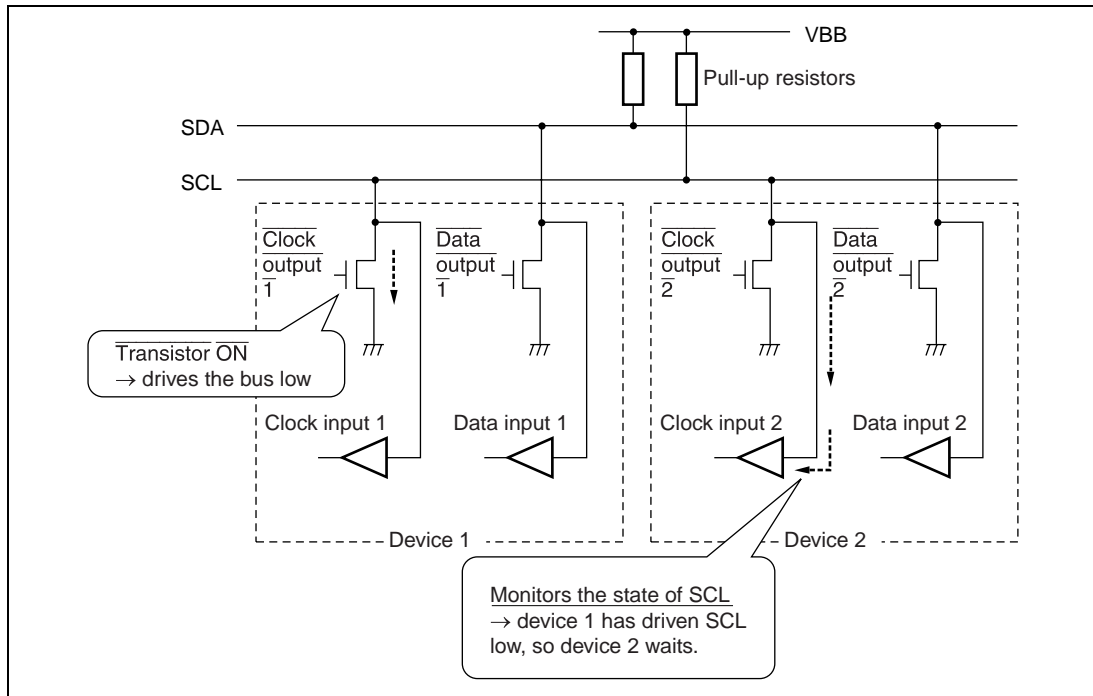 VBB
Pull-up resistors
SDA
SCL
Clock
output
1
Data
output
1
Clock
output
2
Data
output
2
Transistor ON
→ drives the bus low
Clock input 1
Data input 1
Clock input 2
Data input 2
Device 1
Device 2
Monitors the state of SCL
→ device 1 has driven SCL
low, so device 2 waits.